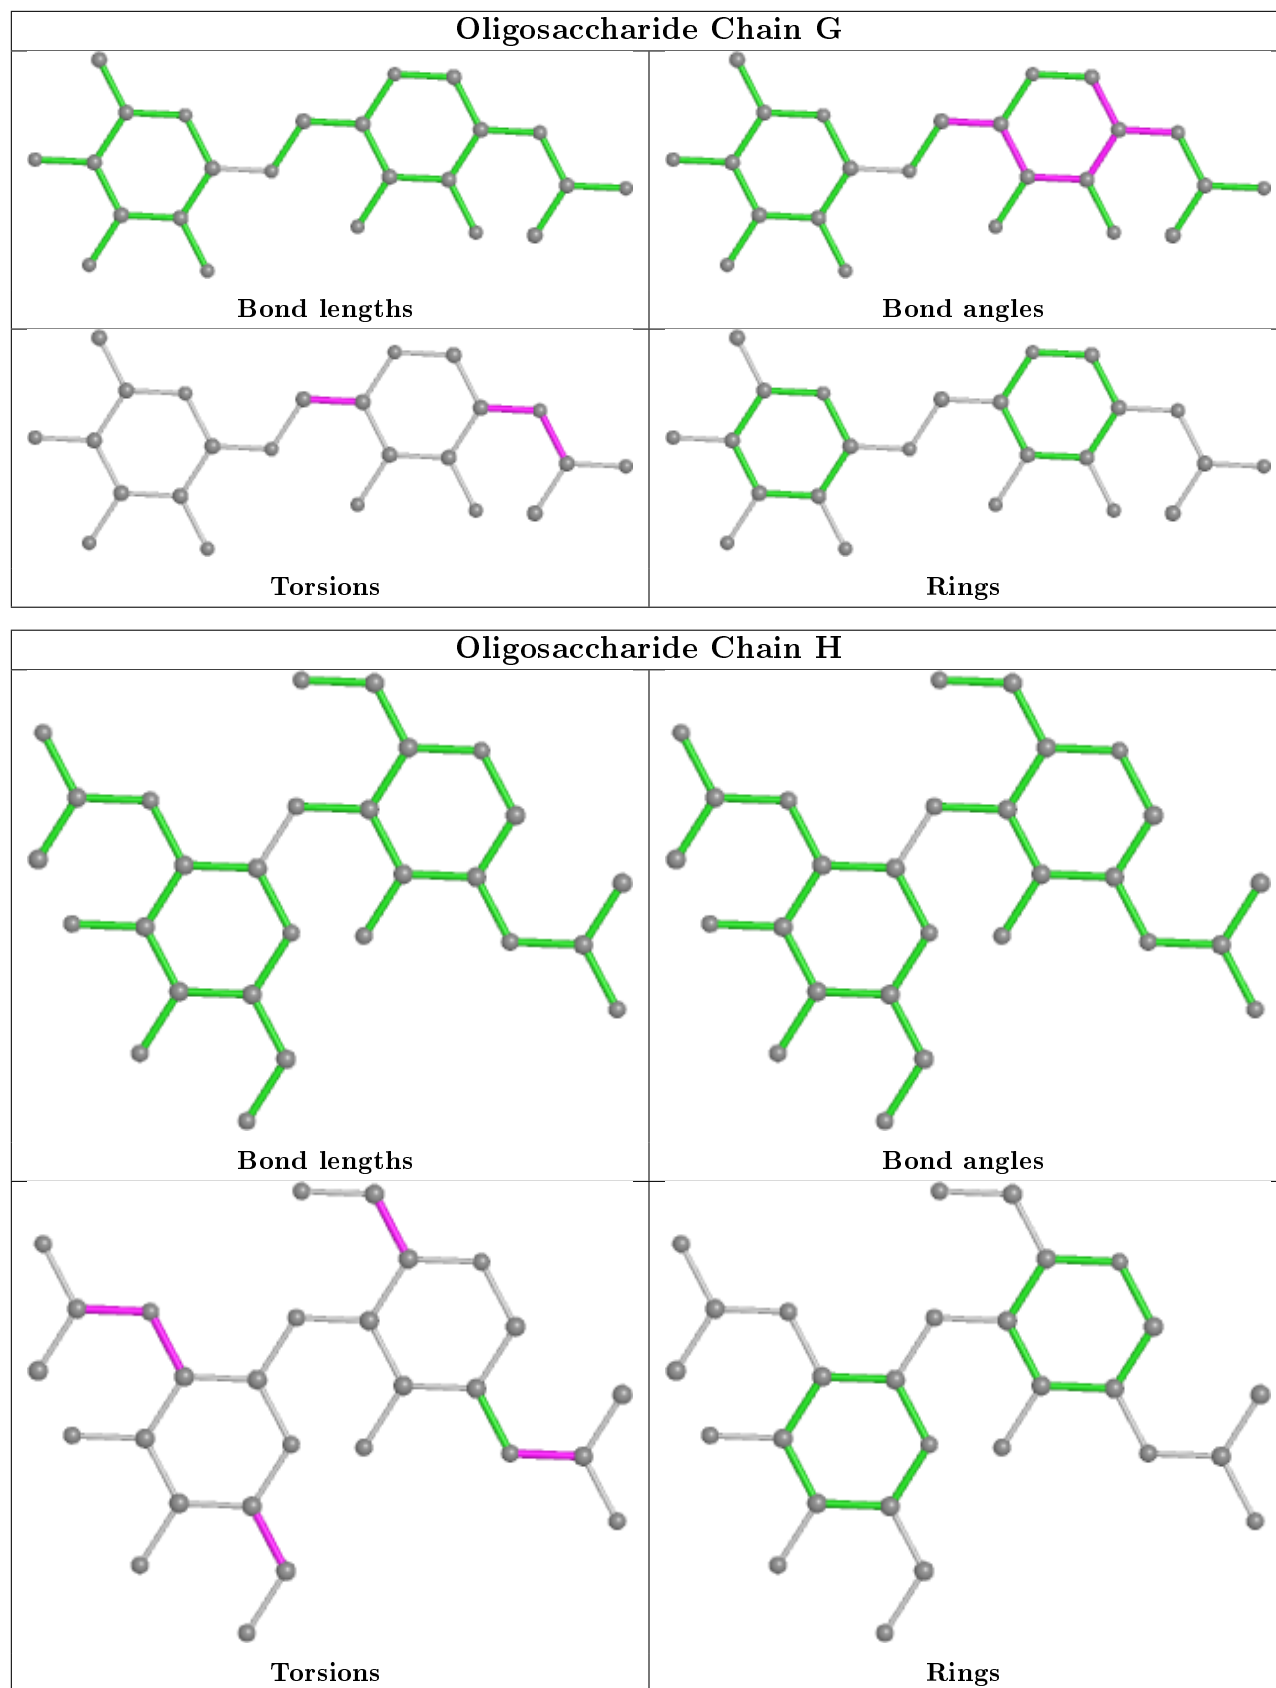 Oligosaccharide Chain G
Bond lengths
Bond angles
Torsions
Rings
Oligosaccharide Chain H
Bond lengths
Bond angles
Torsions
Rings